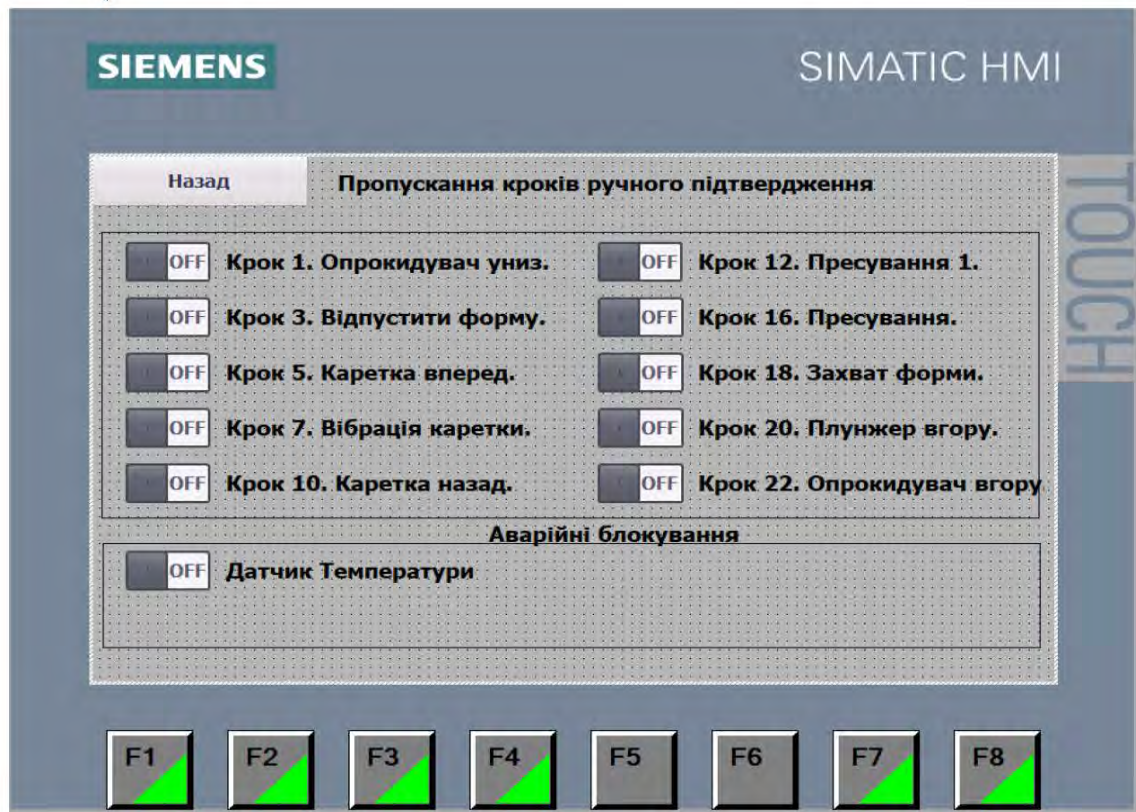 SIEMENS
SIMATIC HMI
TOUCH
Назад
Пропускання кроків ручного підтвердження
OFF Крок 1. Опрокидувач униз.
OFF Крок 12. Пресування 1.
OFF Крок 3. Відпустити форму.
OFF Крок 16. Пресування.
OFF Крок 5. Каретка вперед.
OFF Крок 18. Захват форми.
OFF Крок 7. Вібрація каретки.
OFF Крок 20. Плунжер вгору.
OFF Крок 10. Каретка назад.
OFF Крок 22. Опрокидувач вгору.
Аварійні блокування
OFF Датчик Температури
F1 F2 F3 F4 F5 F6 F7 F8